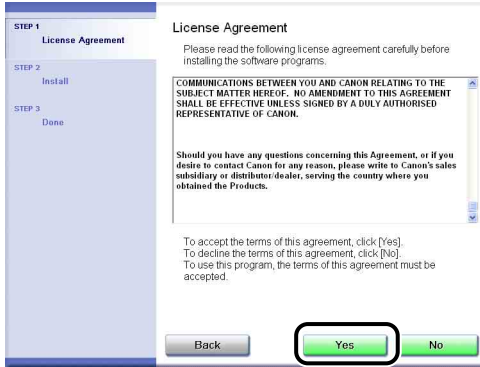 STEP 1
License Agreement
STEP 2
Install
STEP 3
Done
License Agreement
Please read the following license agreement carefully before
installing the software programs.
COMMUNICATIONS BETWEEN YOU AND CANON RELATING TO THE
SUBJECT MATTER HEREOF.  NO AMENDMENT TO THIS AGREEMENT
SHALL BE EFFECTIVE UNLESS SIGNED BY A DULY AUTHORISED
REPRESENTATIVE OF CANON.
Should you have any questions concerning this Agreement, or if you
desire to contact Canon for any reason, please write to Canon's sales
subsidiary or distributor/dealer, serving the country where you
obtained the Products.
To accept the terms of this agreement, click [Yes].
To decline the terms of this agreement, click [No].
To use this program, the terms of this agreement must be
accepted.
Back
Yes
No